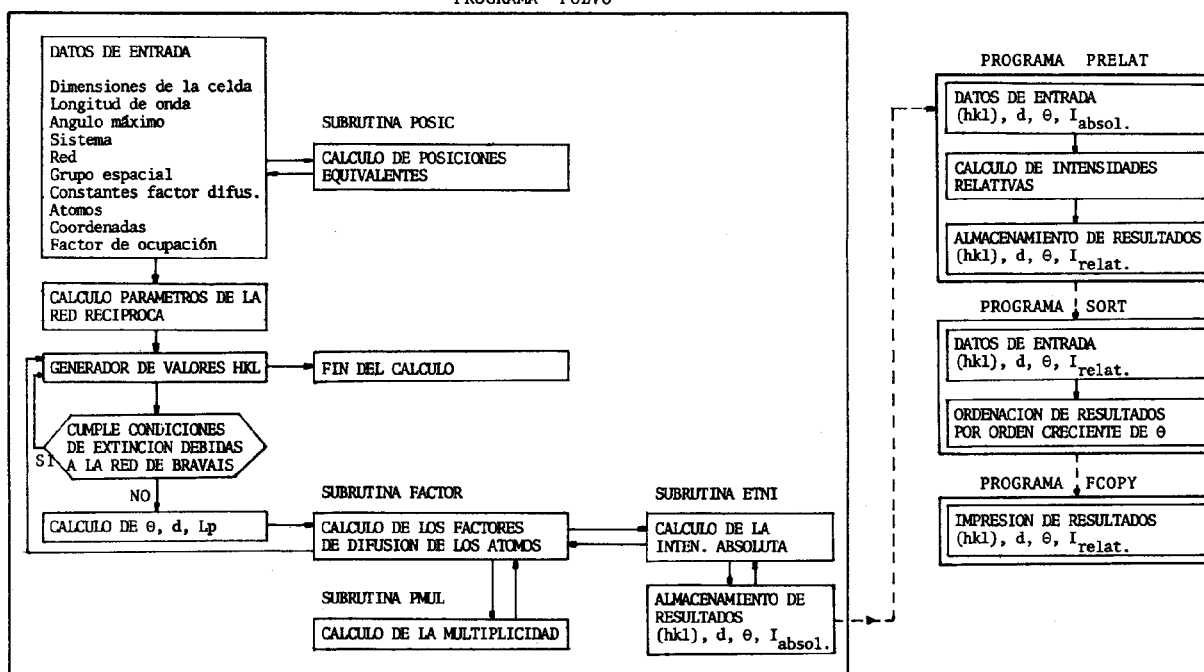 PROGRAMA POLVO
DATOS DE ENTRADA
Dimensiones de la celda
Longitud de onda
Angulo máximo
Sistema
Red
Grupo espacial
Constantes factor difus.
Atomos
Coordenadas
Factor de ocupación
SUBRUTINA POSIC
CALCULO DE POSICIONES
EQUIVALENTES
CALCULO PARAMETROS DE LA
RED RECIPROCA
GENERADOR DE VALORES HKL
FIN DEL CALCULO
CUMPLE CONDICIONES
DE EXTINCION DEBIDAS
A LA RED DE BRAVAIS
SI
NO
CALCULO DE θ, d, Lp
SUBRUTINA FACTOR
CALCULO DE LOS FACTORES
DE DIFUSION DE LOS ATOMOS
SUBRUTINA PMUL
CALCULO DE LA MULTIPLICIDAD
SUBRUTINA ETNI
CALCULO DE LA
INTEN. ABSOLUTA
ALMACENAMIENTO DE
RESULTADOS
(hkl), d, θ, I absol.
PROGRAMA PRELAT
DATOS DE ENTRADA
(hkl), d, θ, I absol.
CALCULO DE INTENSIDADES
RELATIVAS
ALMACENAMIENTO DE RESULTADOS
(hkl), d, θ, I relat.
PROGRAMA SORT
DATOS DE ENTRADA
(hkl), d, θ, I relat.
ORDENACION DE RESULTADOS
POR ORDEN CRECIENTE DE θ
PROGRAMA FCOPY
IMPRESION DE RESULTADOS
(hkl), d, θ, I relat.